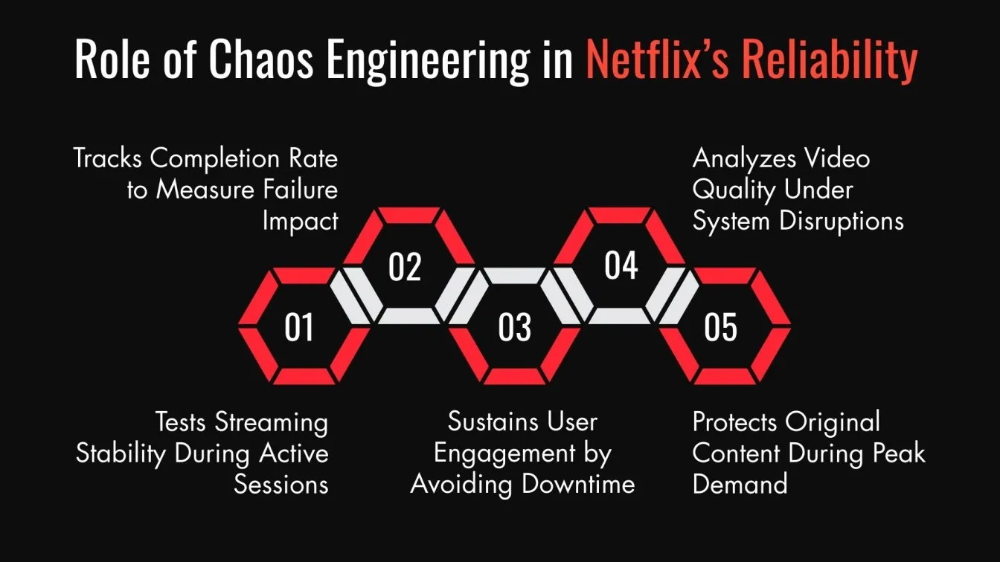 Role of Chaos Engineering in Netflix’s Reliability
Tracks Completion Rate
to Measure Failure
Impact
Analyzes Video
Quality Under
System Disruptions
02
04
01
03
05
Tests Streaming
Stability During Active
Sessions
Sustains User
Engagement by
Avoiding Downtime
Protects Original
Content During Peak
Demand